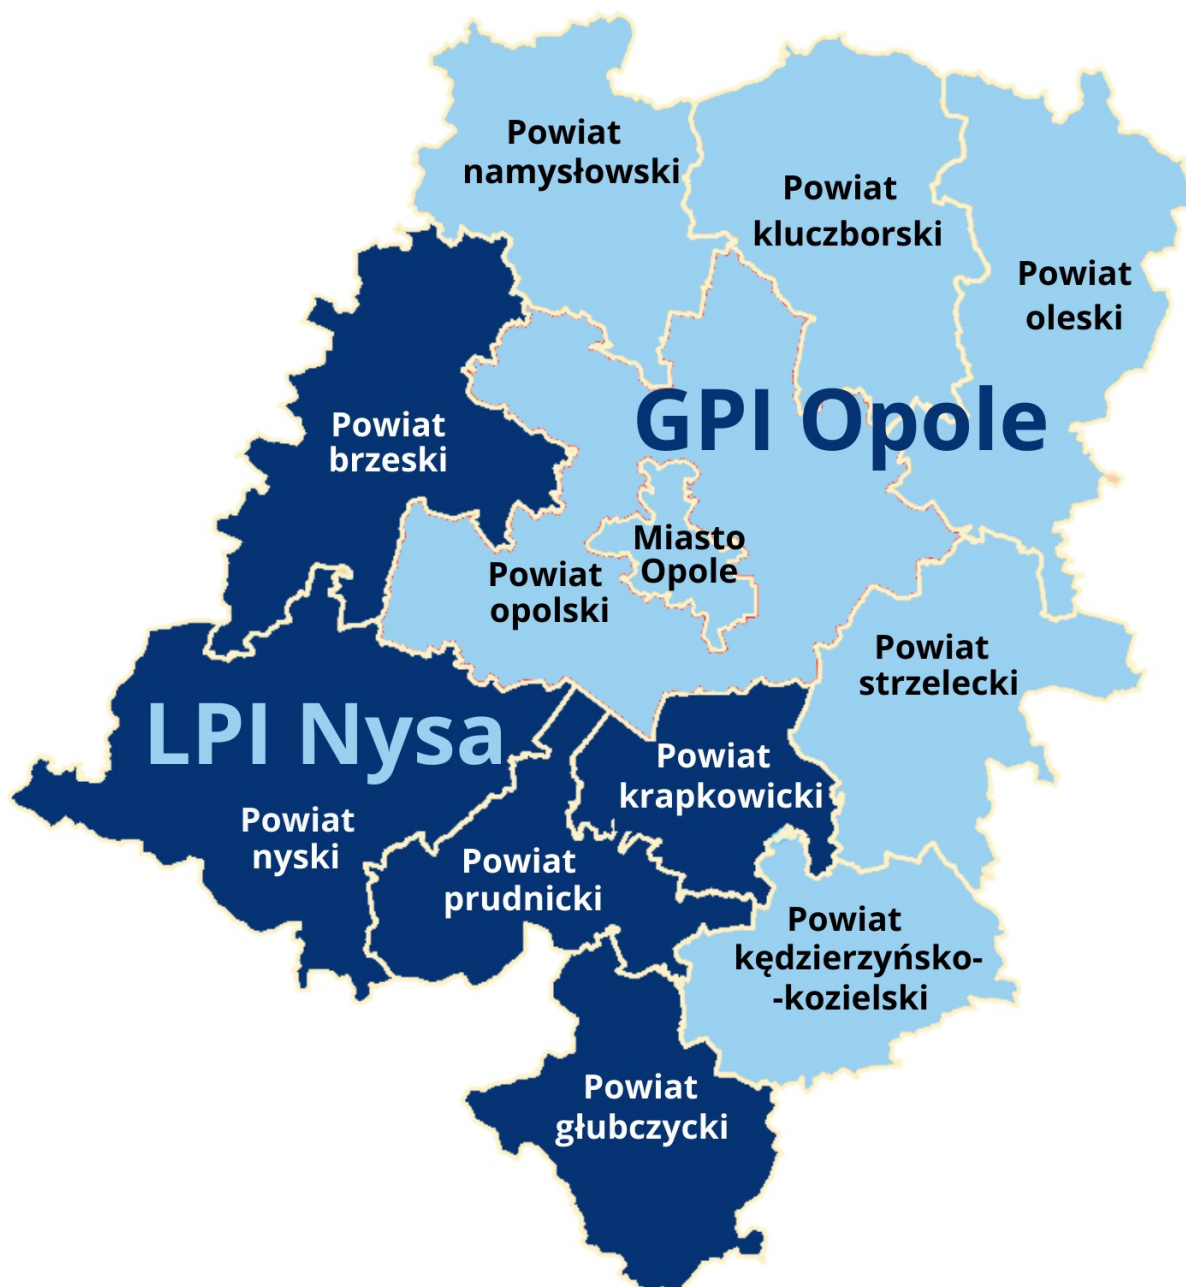 Powiat
namysłowski
Powiat
kluczborski
Powiat
oleski
GPI Opole
Powiat
brzeski
Miasto
Opole
Powiat
opolski
Powiat
strzelecki
LPI Nysa
Powiat
krapkowicki
Powiat
nyski
Powiat
prudnicki
Powiat
kędzierzyńsko-
-kozielski
Powiat
głubczycki